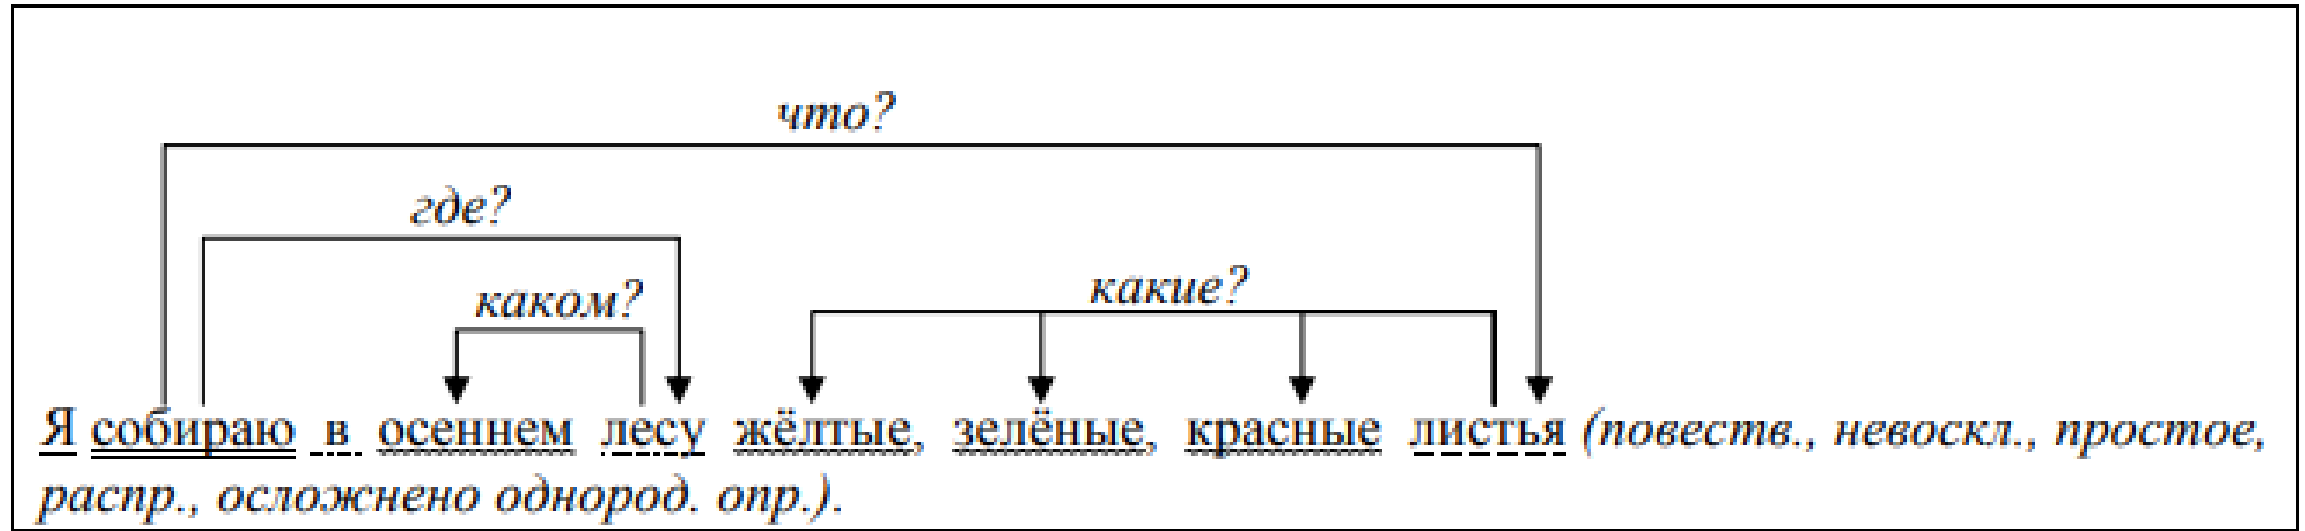 что?
где?
каком?
какие?
Я собираю в осеннем лесу жёлтые, зелёные, красные листья (повеств., невоскл., простое,
распр., осложнено однород. опр.).